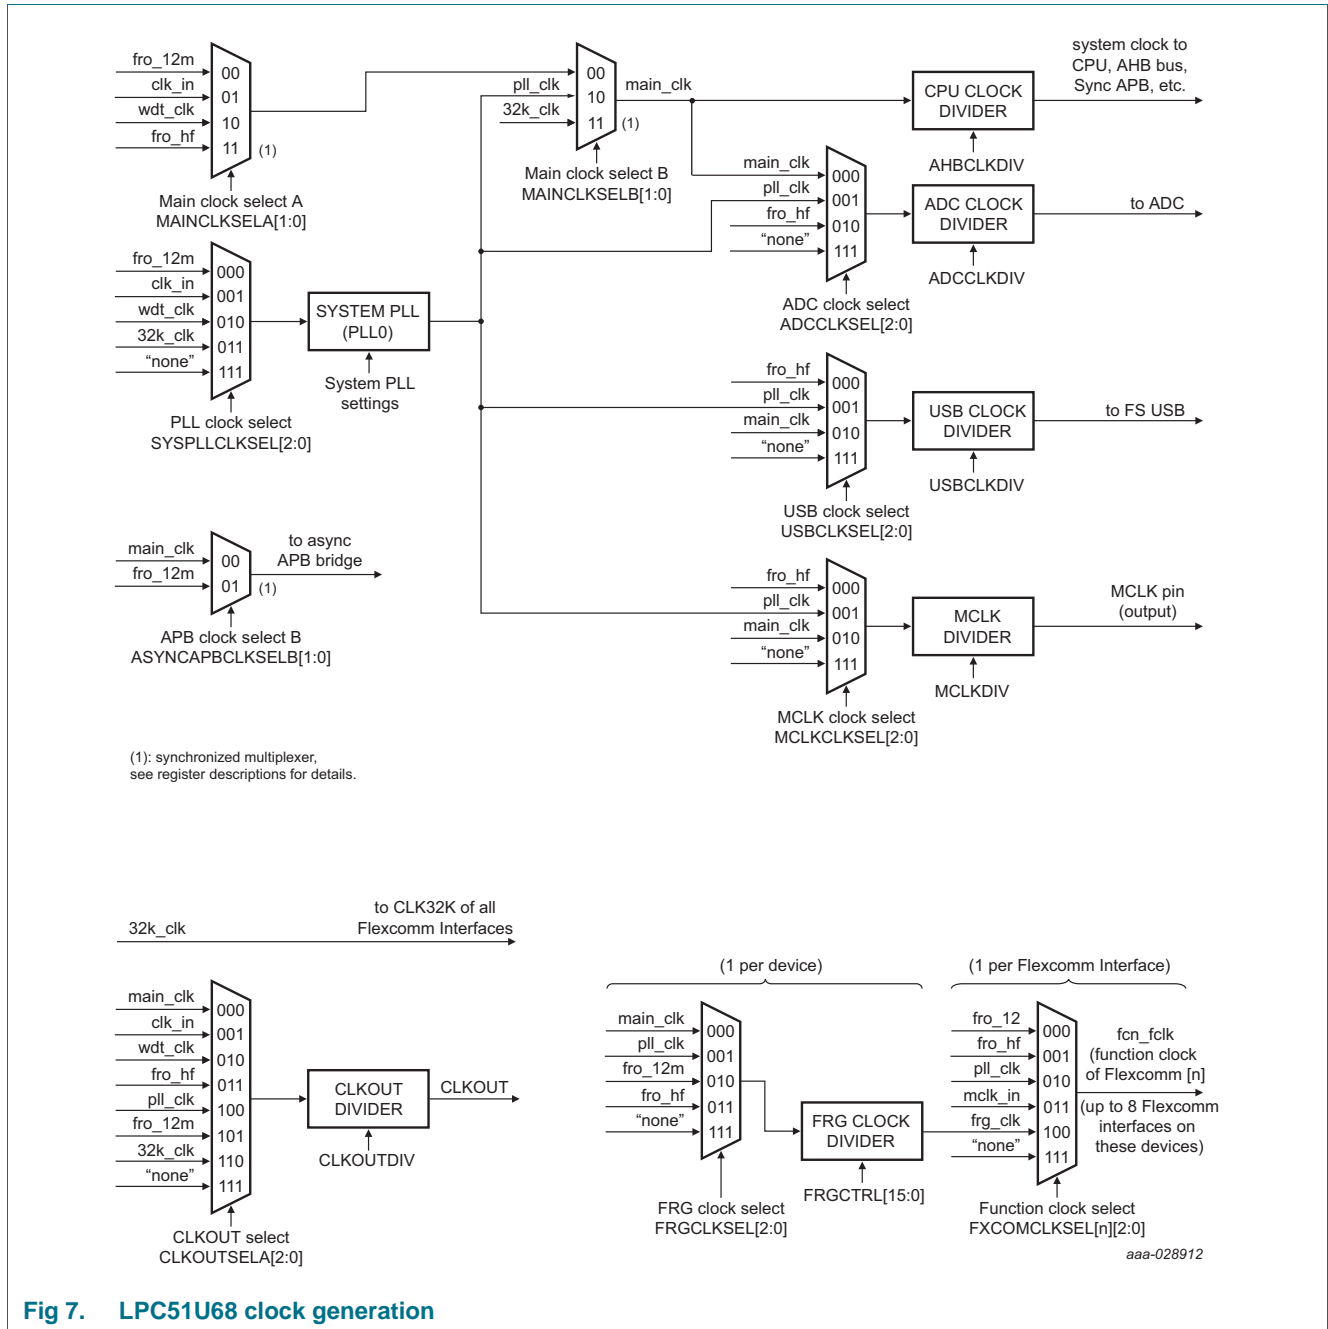 fro_12m
clk_in
wdt_clk
fro_hf
00
01
10
11
(1)
Main clock select A
MAINCLKSELA[1:0]
pll_clk
32k_clk
00
10
11
(1)
main_clk
Main clock select B
MAINCLKSELB[1:0]
CPU CLOCK
DIVIDER
AHBCLKDIV
system clock to
CPU, AHB bus,
Sync APB, etc.
main_clk
pll_clk
fro_hf
“none”
000
001
010
111
ADC clock select
ADCCLKSEL[2:0]
ADC CLOCK
DIVIDER
ADCCLKDIV
to ADC
fro_12m
clk_in
wdt_clk
32k_clk
“none”
000
001
010
011
111
PLL clock select
SYSPLLCLKSEL[2:0]
SYSTEM PLL
(PLL0)
System PLL
settings
fro_hf
pll_clk
main_clk
“none”
000
001
010
111
USB clock select
USBCLKSEL[2:0]
USB CLOCK
DIVIDER
USBCLKDIV
to FS USB
main_clk
fro_12m
00
01
(1)
to async
APB bridge
APB clock select B
ASYNCAPBCLKSELB[1:0]
fro_hf
pll_clk
main_clk
“none”
000
001
010
111
MCLK clock select
MCLKCLKSEL[2:0]
MCLK
DIVIDER
MCLKDIV
MCLK pin
(output)
(1): synchronized multiplexer,
see register descriptions for details.
32k_clk
to CLK32K of all
Flexcomm Interfaces
main_clk
clk_in
wdt_clk
fro_hf
pll_clk
fro_12m
32k_clk
“none”
000
001
010
011
100
101
110
111
CLKOUT select
CLKOUTSELA[2:0]
CLKOUT
DIVIDER
CLKOUTDIV
CLKOUT
(1 per device)
main_clk
pll_clk
fro_12m
fro_hf
“none”
000
001
010
011
111
FRG clock select
FRGCLKSEL[2:0]
FRG CLOCK
DIVIDER
FRGCTRL[15:0]
(1 per Flexcomm Interface)
fro_12
fro_hf
pll_clk
mclk_in
frg_clk
“none”
000
001
010
011
100
111
Function clock select
FXCOMCLKSEL[n][2:0]
fcn_fclk
(function clock
of Flexcomm [n]
(up to 8 Flexcomm
interfaces on
these devices)
aaa-028912
Fig 7. LPC51U68 clock generation